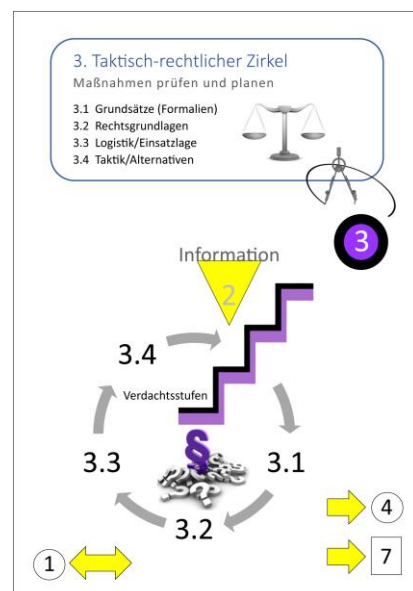 3. Taktisch-rechtlicher Zirkel
Maßnahmen prüfen und planen
3.1 Grundsätze (Formalien)
3.2 Rechtsgrundlagen
3.3 Logistik/Einsatzlage
3.4 Taktik/Alternativen
3
Information
2
3.4
Verdachtsstufen
3.3
§
3.1
3.2
4
1
7